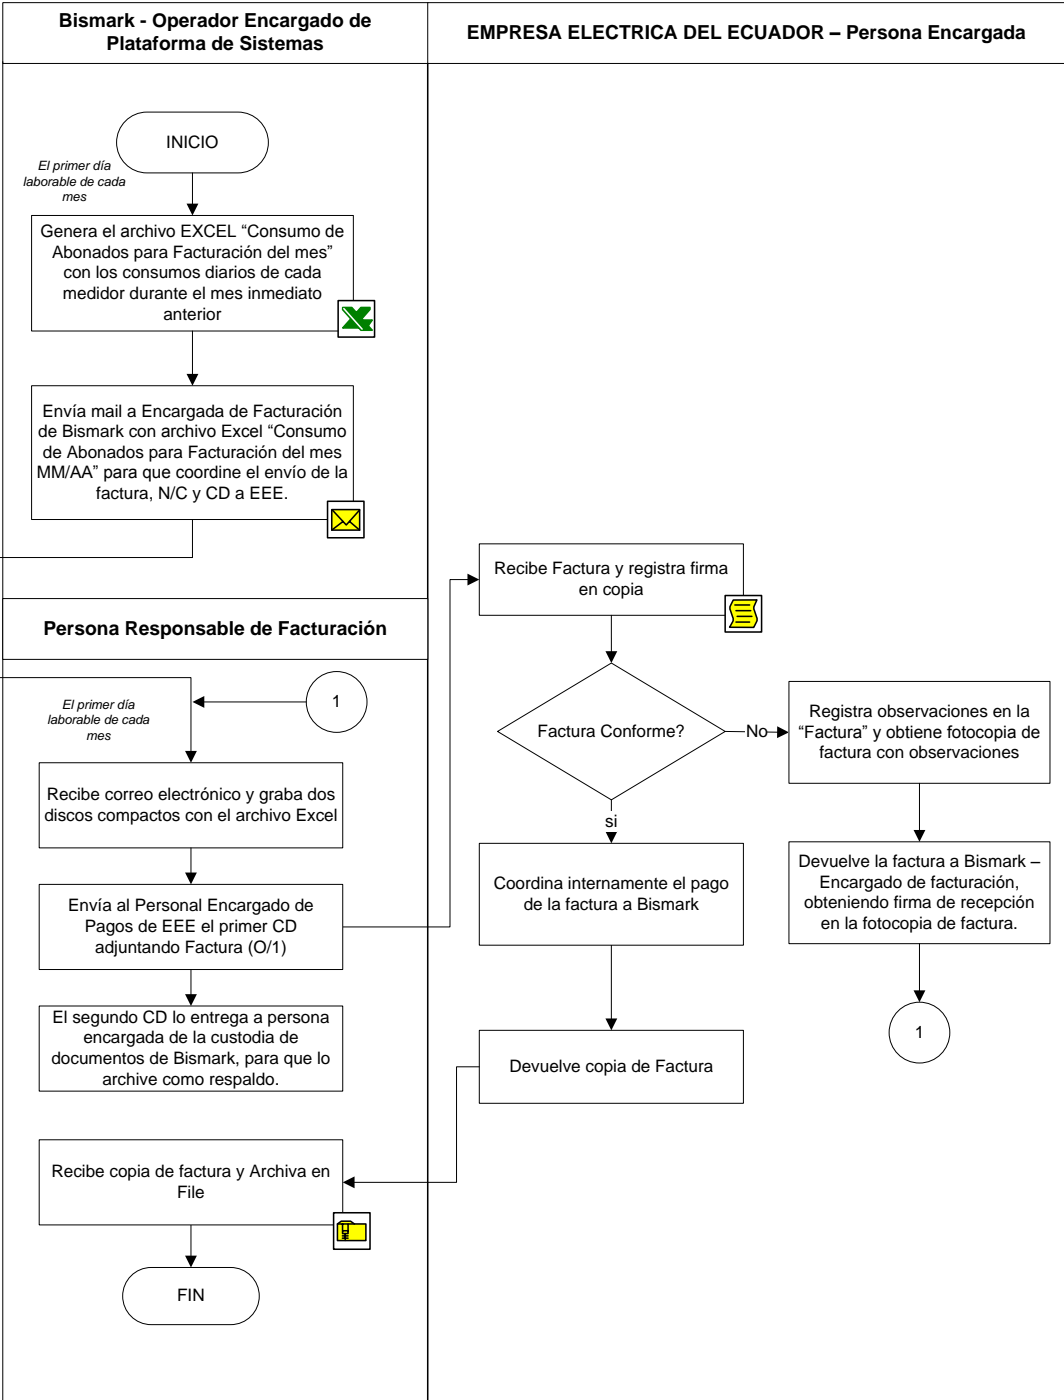 Bismark - Operador Encargado de
Plataforma de Sistemas
EMPRESA ELECTRICA DEL ECUADOR – Persona Encargada
INICIO
El primer día
laborable de cada
mes
Genera el archivo EXCEL “Consumo de
Abonados para Facturación del mes”
con los consumos diarios de cada
medidor durante el mes inmediato
anterior
Envía mail a Encargada de Facturación
de Bismark con archivo Excel “Consumo
de Abonados para Facturación del mes
MM/AA” para que coordine el envío de la
factura, N/C y CD a EEE.
Persona Responsable de Facturación
1
El primer día
laborable de cada
mes
Recibe correo electrónico y graba dos
discos compactos con el archivo Excel
Envía al Personal Encargado de
Pagos de EEE el primer CD
adjuntando Factura (O/1)
El segundo CD lo entrega a persona
encargada de la custodia de
documentos de Bismark, para que lo
archive como respaldo.
Recibe copia de factura y Archiva en
File
FIN
Recibe Factura y registra firma
en copia
Factura Conforme?
No
si
Coordina internamente el pago
de la factura a Bismark
Devuelve copia de Factura
Registra observaciones en la
“Factura” y obtiene fotocopia de
factura con observaciones
Devuelve la factura a Bismark –
Encargado de facturación,
obteniendo firma de recepción
en la fotocopia de factura.
1